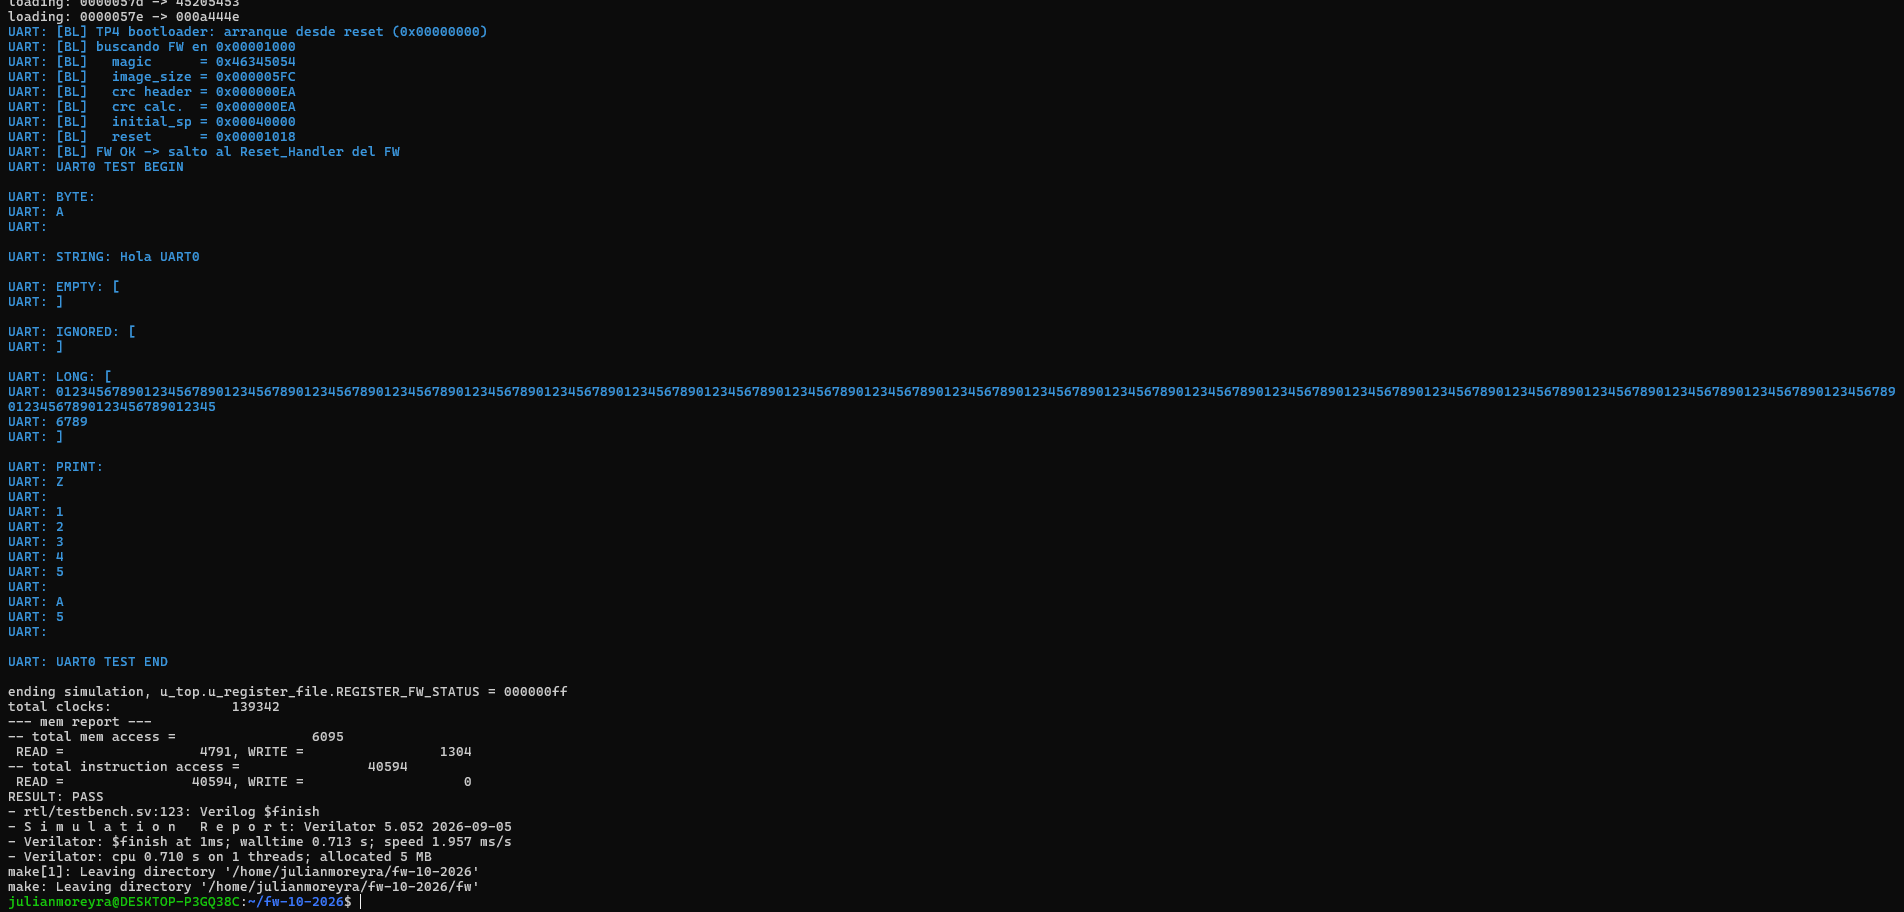 loading: 0000057d -> 45205453
loading: 0000057e -> 000a444e
UART: [BL] TP4 bootloader: arranque desde reset (0x00000000)
UART: [BL] buscando FW en 0x00001000
UART: [BL]   magic      = 0x46345054
UART: [BL]   image_size = 0x000005FC
UART: [BL]   crc header = 0x000000EA
UART: [BL]   crc calc.  = 0x000000EA
UART: [BL]   initial_sp = 0x00040000
UART: [BL]   reset      = 0x00001018
UART: [BL] FW OK -> salto al Reset_Handler del FW
UART: UART0 TEST BEGIN
UART: BYTE:
UART: A
UART:
UART: STRING: Hola UART0
UART: EMPTY: [
UART: ]
UART: IGNORED: [
UART: ]
UART: LONG: [
UART: 01234567890123456789012345678901234567890123456789012345678901234567890123456789012345678901234567890123456789012345678901234567890123456789012345678901234567890123456789012345678901234567890123456789012345678901234567890123456789
01234567890123456789012345
UART: 6789
UART: ]
UART: PRINT:
UART: Z
UART:
UART: 1
UART: 2
UART: 3
UART: 4
UART: 5
UART:
UART: A
UART: 5
UART:
UART: UART0 TEST END
ending simulation, u_top.u_register_file.REGISTER_FW_STATUS = 000000ff
total clocks:               139342
--- mem report ---
-- total mem access =                 6095
 READ =                 4791, WRITE =                 1304
-- total instruction access =                40594
 READ =                40594, WRITE =                    0
RESULT: PASS
- rtl/testbench.sv:123: Verilog $finish
- S i m u l a t i o n   R e p o r t: Verilator 5.052 2026-09-05
- Verilator: $finish at 1ms; walltime 0.713 s; speed 1.957 ms/s
- Verilator: cpu 0.710 s on 1 threads; allocated 5 MB
make[1]: Leaving directory '/home/julianmoreyra/fw-10-2026'
make: Leaving directory '/home/julianmoreyra/fw-10-2026/fw'
julianmoreyra@DESKTOP-P3GQ38C:~/fw-10-2026$